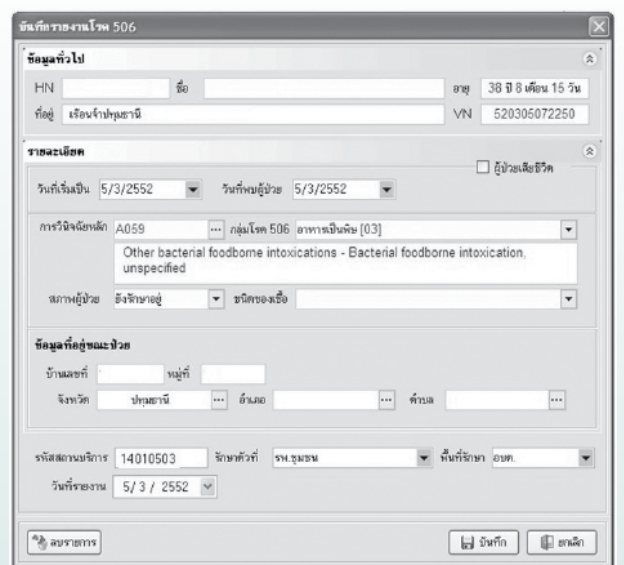 บันทึกรายงานโรค 506
ข้อมูลทั่วไป
HN ชื่อ อายุ 38 ปี 8 เดือน 15 วัน
ที่อยู่ เรือนจำปทุมธานี VN 520305072250
รายละเอียด
ผู้ป่วยเสียชีวิต
วันที่เริ่มเป็น 5/3/2552 วันที่พบผู้ป่วย 5/3/2552
การวินิจฉัยหลัก A059 ... กลุ่มโรค 506 อาหารเป็นพิษ [03]
Other bacterial foodborne intoxications - Bacterial foodborne intoxication,
unspecified
สภาพผู้ป่วย ยังรักษาอยู่ ชนิดของเชื้อ
ข้อมูลที่อยู่ขณะป่วย
บ้านเลขที่ หมู่ที่
จังหวัด ปทุมธานี ... อำเภอ ... ตำบล ...
รหัสสถานบริการ 14010503 รักษาตัวที่ รพ.ชุมชน พื้นที่รักษา อบต.
วันที่รายงาน 5/ 3 / 2552
ลบรายการ บันทึก ยกเลิก